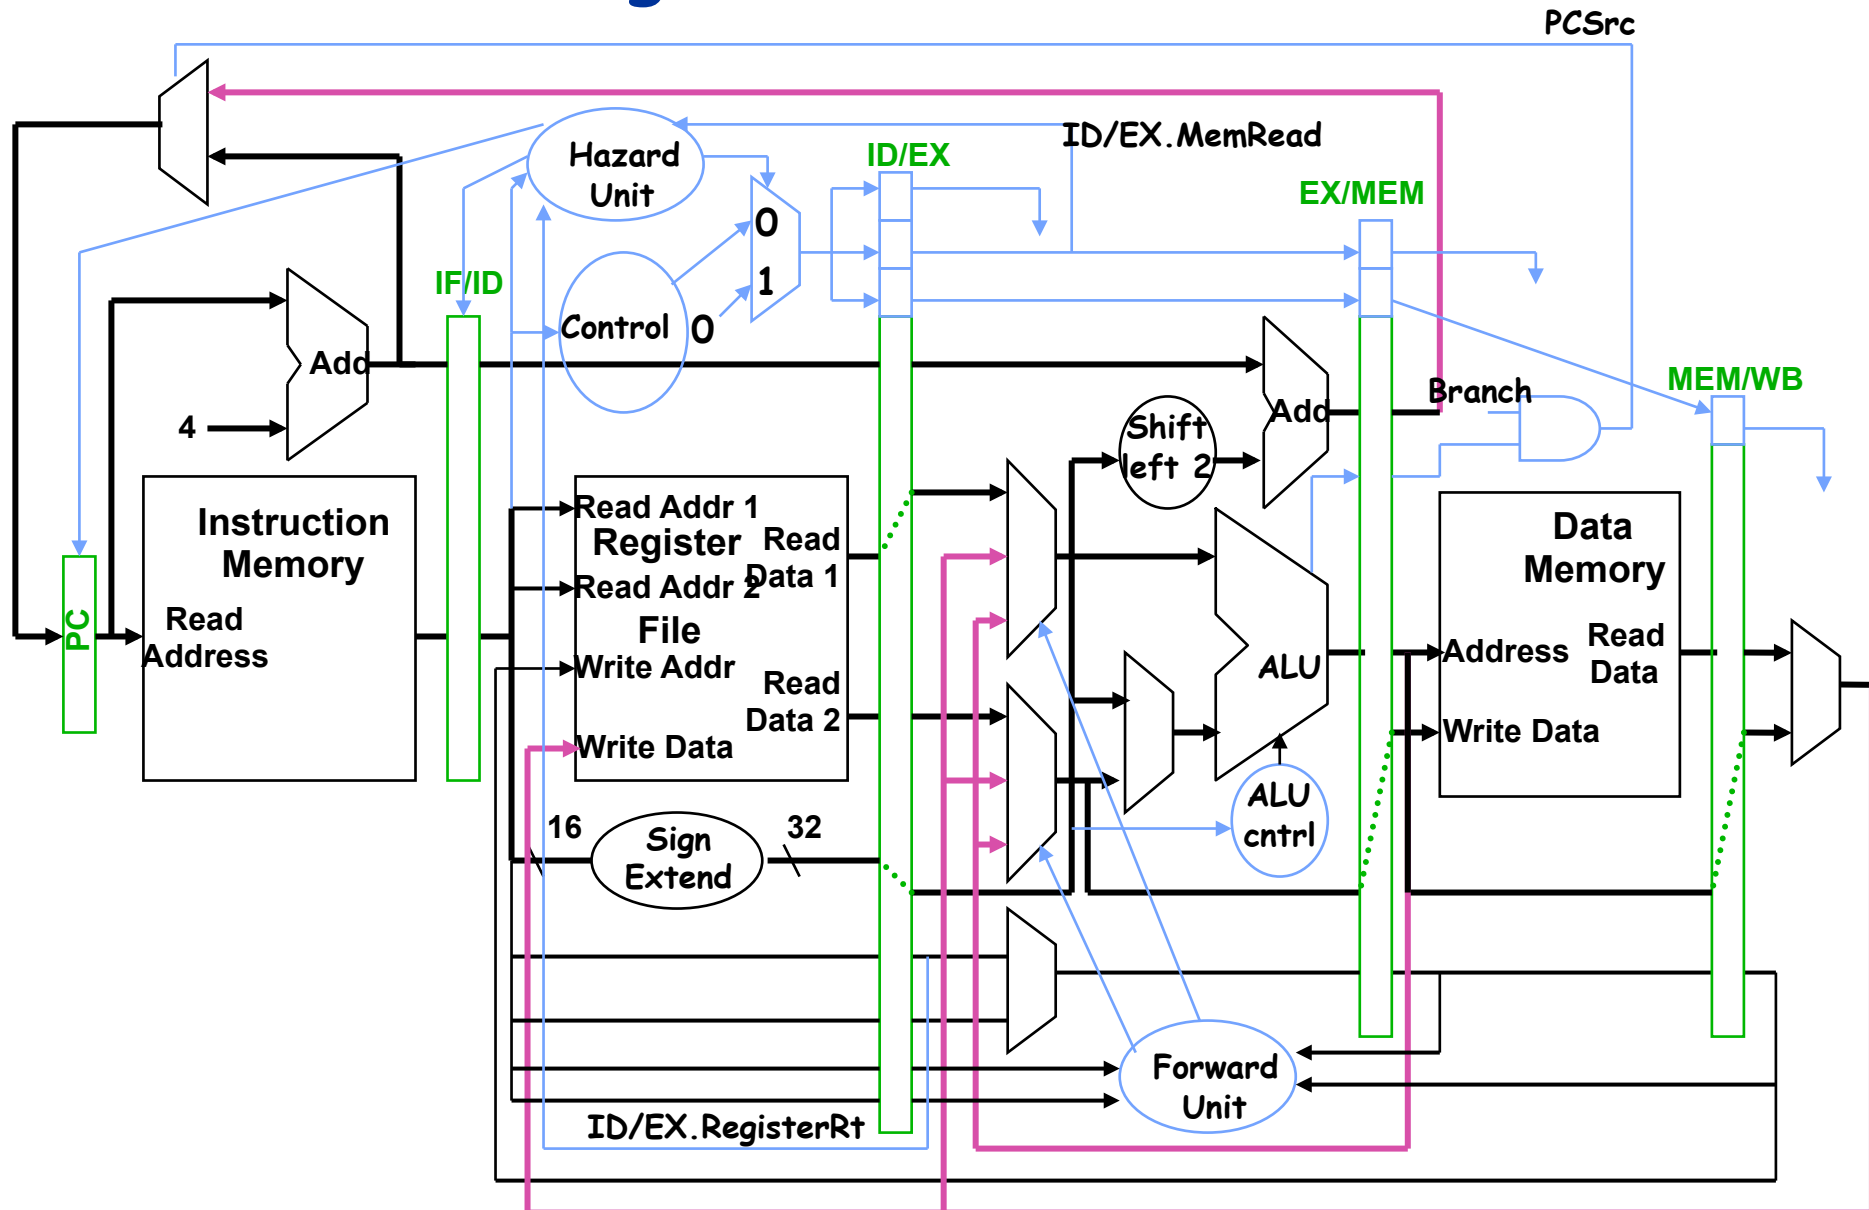 PCSrc
ID/EX.MemRead
Hazard
Unit
ID/EX
EX/MEM
0
1
IF/ID
Control
0
Add
4
Branch
MEM/WB
Shift
left 2
Add
Instruction
Memory
Read
Address
PC
Read Addr 1
Register
Read
Data 1
Read Addr 2
File
Write Addr
Read
Data 2
Write Data
ALU
Data
Memory
Address
Read
Data
Write Data
16
Sign
Extend
32
ALU
cntrl
Forward
Unit
ID/EX.RegisterRt